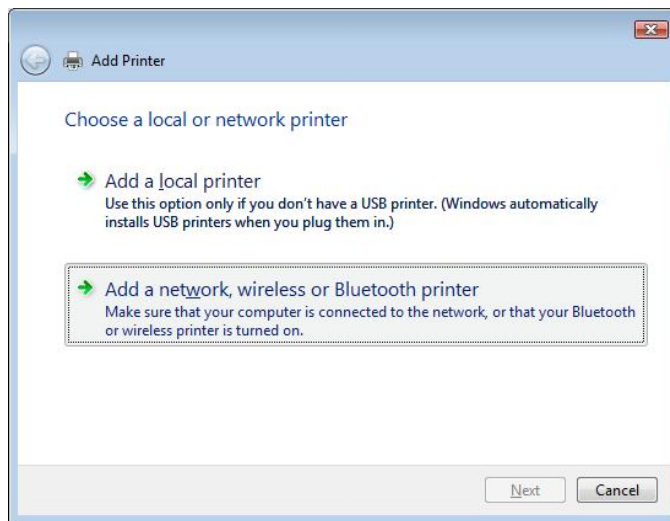 Add Printer
Choose a local or network printer
Add a local printer
Use this option only if you don't have a USB printer. (Windows automatically
installs USB printers when you plug them in.)
Add a network, wireless or Bluetooth printer
Make sure that your computer is connected to the network, or that your Bluetooth
or wireless printer is turned on.
Next
Cancel